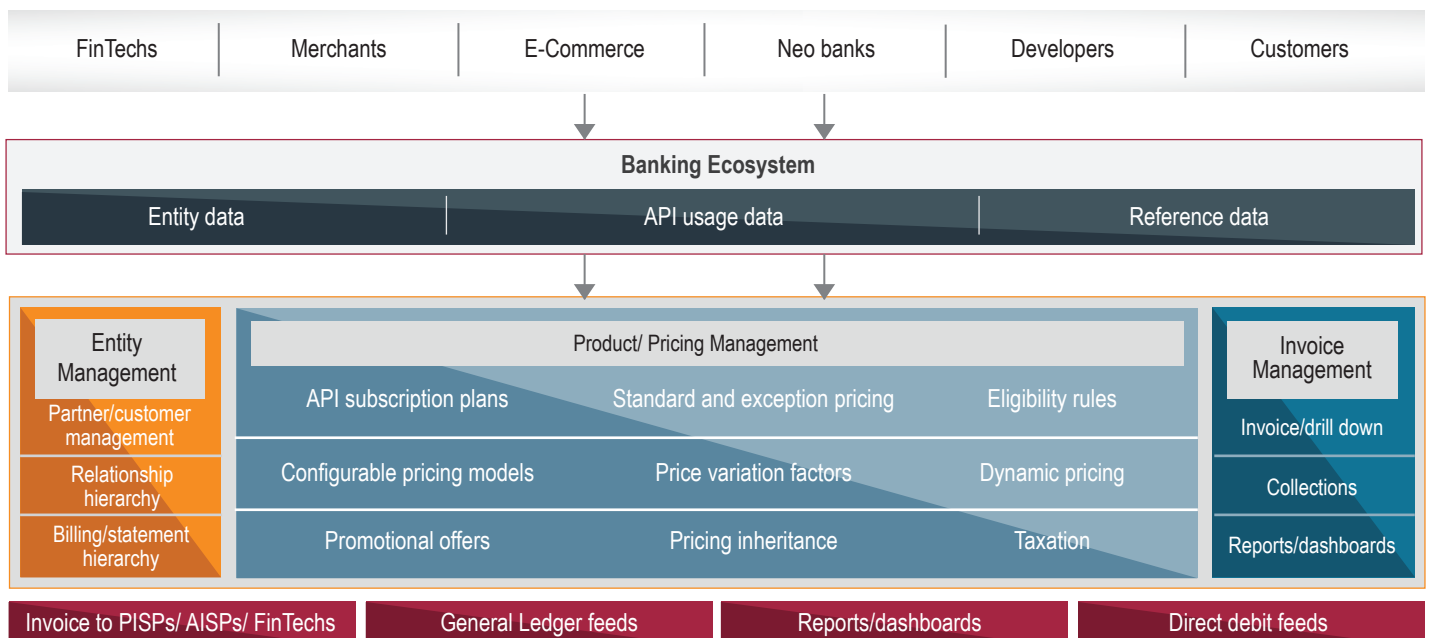 FinTechs
Merchants
E-Commerce
Neo banks
Developers
Customers
Banking Ecosystem
Entity data
API usage data
Reference data
Entity
Management
Partner/customer
management
Relationship
hierarchy
Billing/statement
hierarchy
Product/ Pricing Management
API subscription plans
Standard and exception pricing
Eligibility rules
Configurable pricing models
Price variation factors
Dynamic pricing
Promotional offers
Pricing inheritance
Taxation
Invoice
Management
Invoice/drill down
Collections
Reports/dashboards
Invoice to PISPs/ AISPs/ FinTechs
General Ledger feeds
Reports/dashboards
Direct debit feeds